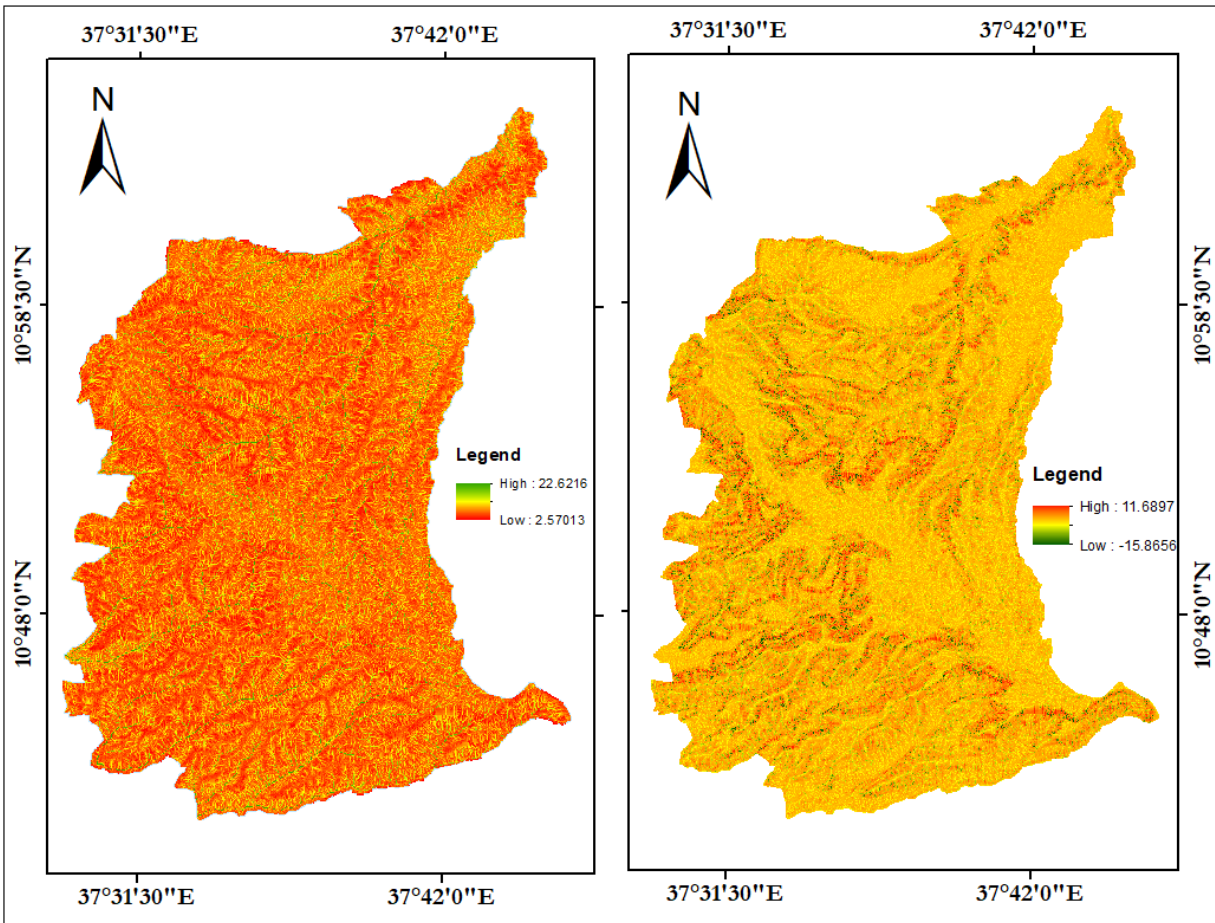 37°31'30"E 37°42'0"E
N
10°58'30"N
10°48'0"N
Legend
High : 22.6216
Low : 2.57013
37°31'30"E 37°42'0"E
37°31'30"E 37°42'0"E
N
10°58'30"N
10°48'0"N
Legend
High : 11.6897
Low : -15.8656
37°31'30"E 37°42'0"E